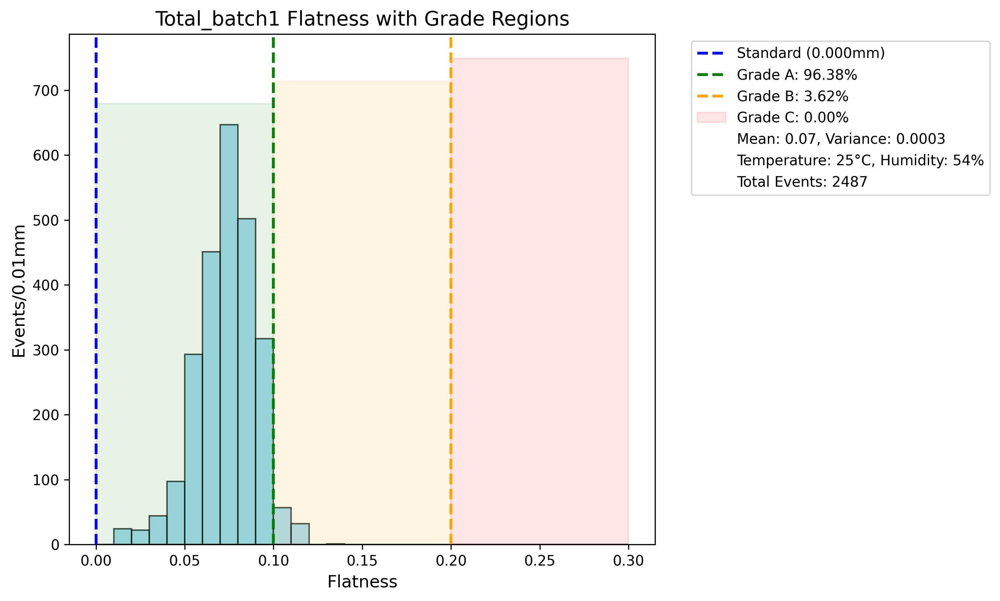 Total_batch1 Flatness with Grade Regions
Standard (0.000mm)
Grade A: 96.38%
Grade B: 3.62%
Grade C: 0.00%
Mean: 0.07, Variance: 0.0003
Temperature: 25°C, Humidity: 54%
Total Events: 2487
Events/0.01mm
700
600
500
400
300
200
100
0
0.00 0.05 0.10 0.15 0.20 0.25 0.30
Flatness